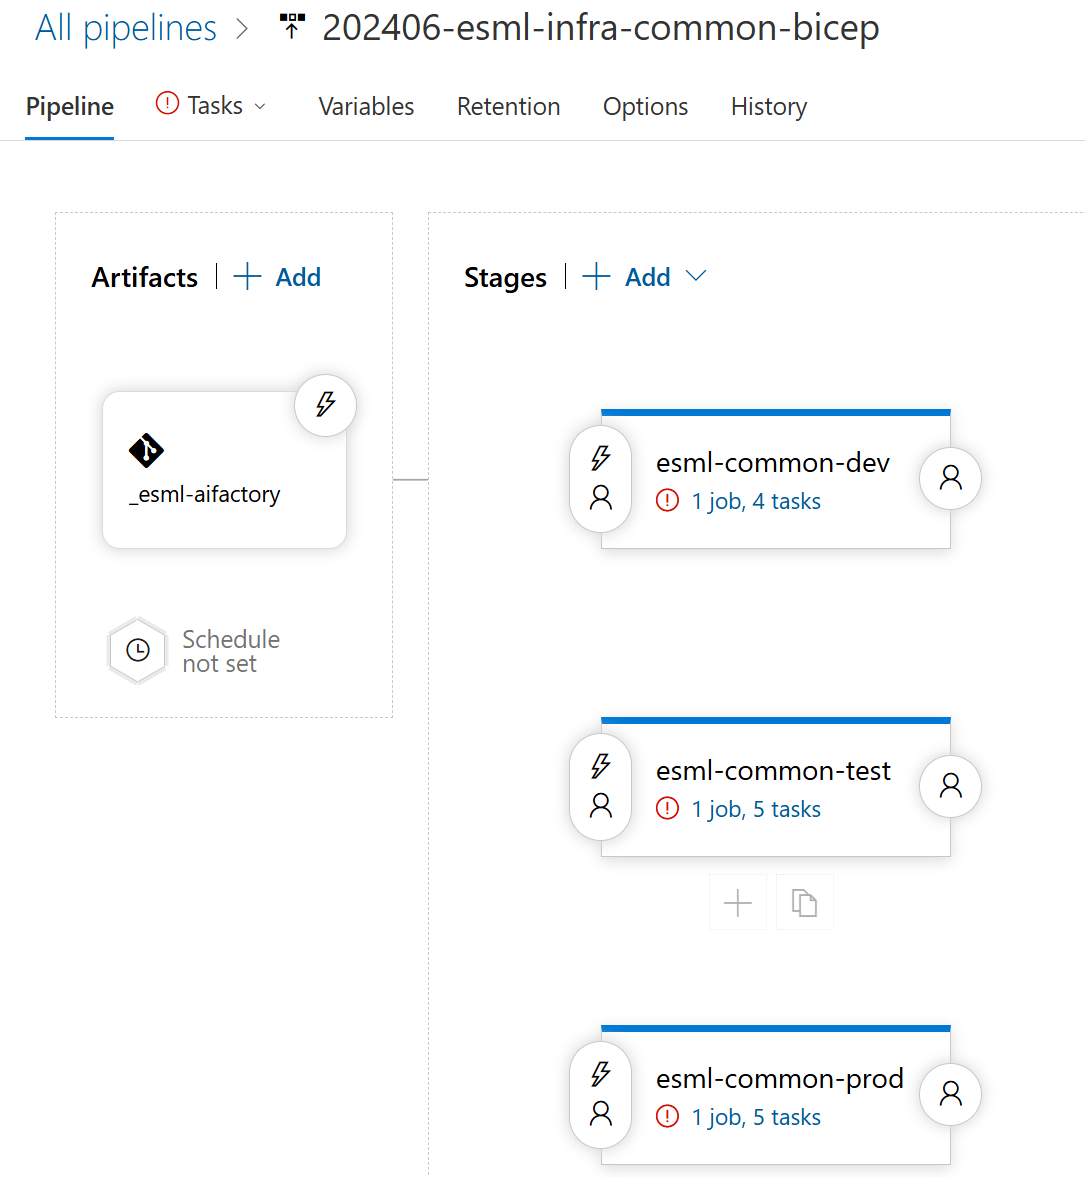 All pipelines > 202406-esml-infra-common-bicep
Pipeline Tasks Variables Retention Options History
Artifacts | + Add
Stages | + Add
_esml-aifactory
Schedule
not set
esml-common-dev
1 job, 4 tasks
esml-common-test
1 job, 5 tasks
esml-common-prod
1 job, 5 tasks